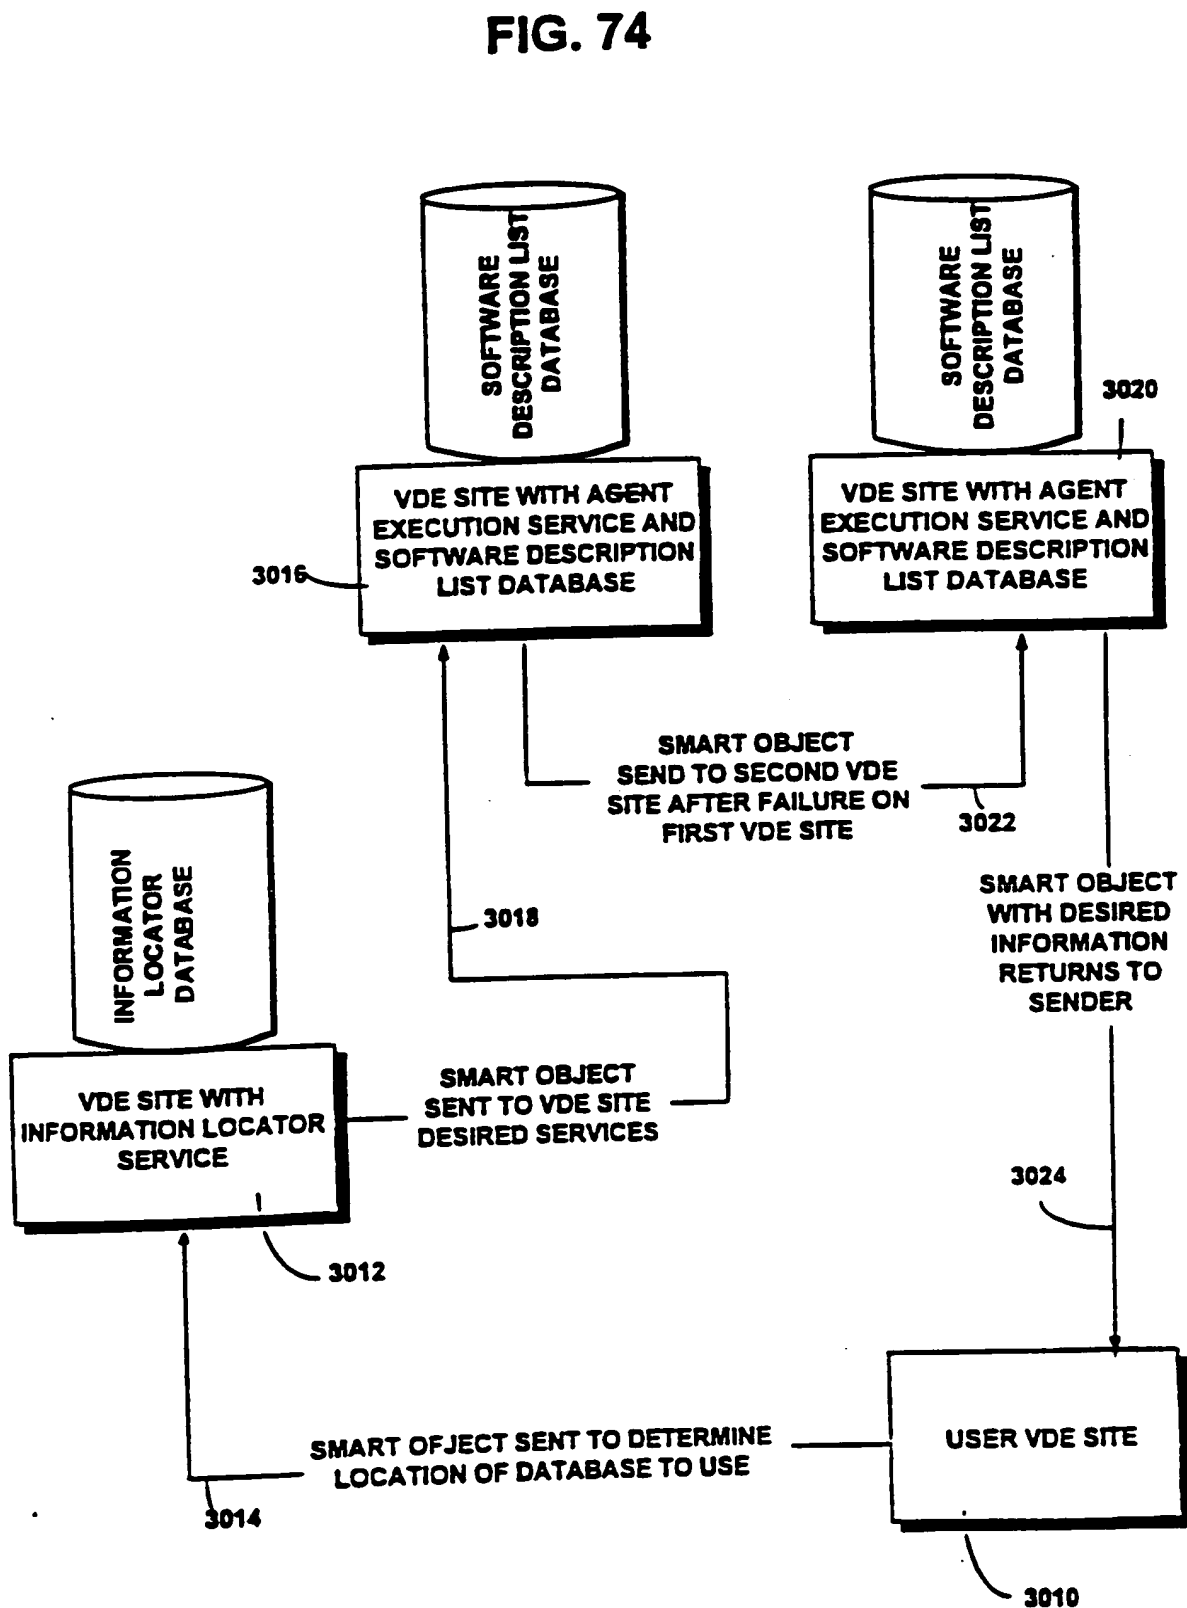 FIG. 74
SOFTWARE
DESCRIPTION LIST
DATABASE
SOFTWARE
DESCRIPTION LIST
DATABASE
3020
VDE SITE WITH AGENT
EXECUTION SERVICE AND
SOFTWARE DESCRIPTION
LIST DATABASE
3016
VDE SITE WITH AGENT
EXECUTION SERVICE AND
SOFTWARE DESCRIPTION
LIST DATABASE
SMART OBJECT
SEND TO SECOND VDE
SITE AFTER FAILURE ON
FIRST VDE SITE
3022
INFORMATION
LOCATOR
DATABASE
3018
SMART OBJECT
WITH DESIRED
INFORMATION
RETURNS TO
SENDER
VDE SITE WITH
INFORMATION LOCATOR
SERVICE
SMART OBJECT
SENT TO VDE SITE
DESIRED SERVICES
3024
3012
SMART OFJECT SENT TO DETERMINE
LOCATION OF DATABASE TO USE
USER VDE SITE
3014
3010